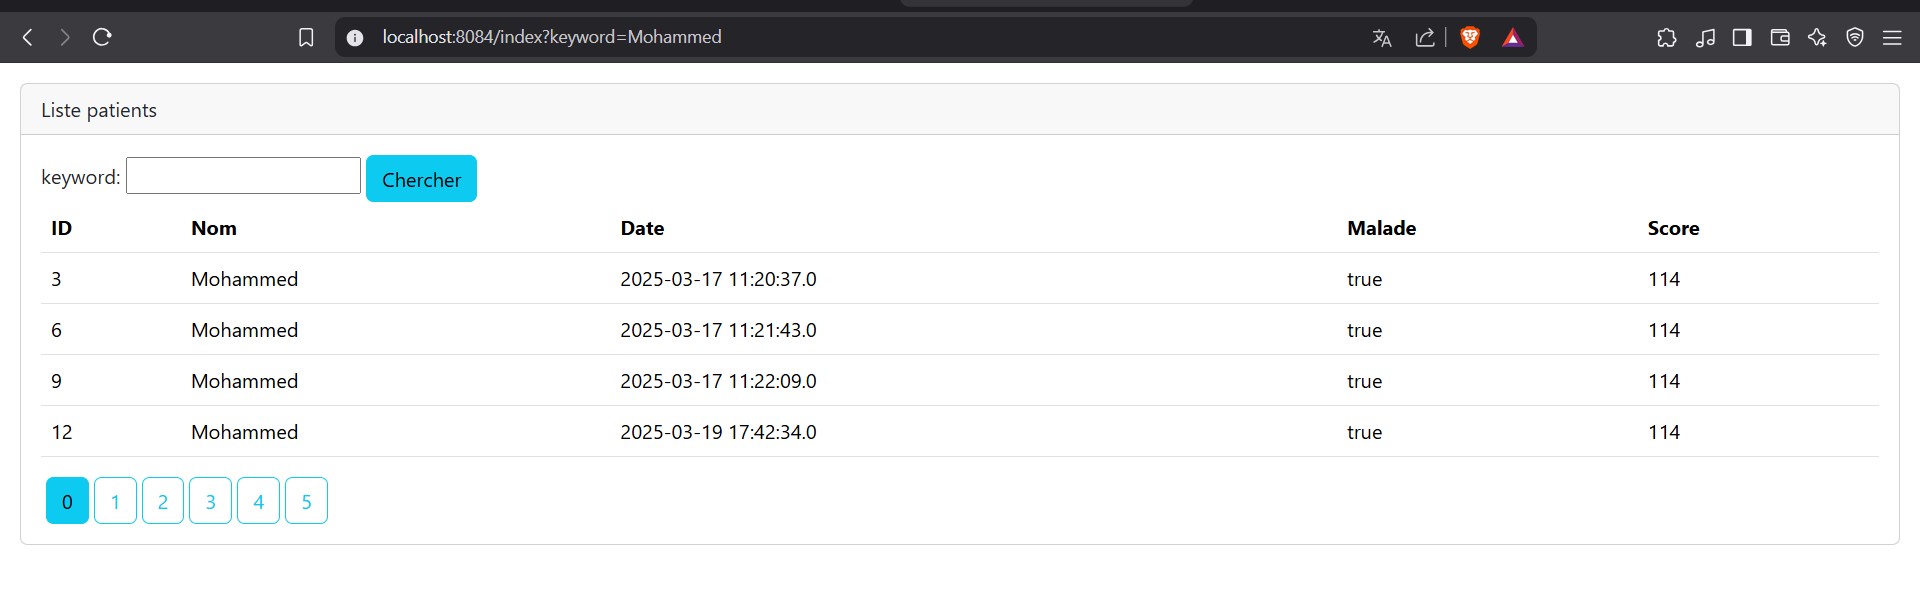 localhost:8084/index?keyword=Mohammed
Liste patients
keyword: Chercher
ID Nom Date Malade Score
3 Mohammed 2025-03-17 11:20:37.0 true 114
6 Mohammed 2025-03-17 11:21:43.0 true 114
9 Mohammed 2025-03-17 11:22:09.0 true 114
12 Mohammed 2025-03-19 17:42:34.0 true 114
0 1 2 3 4 5